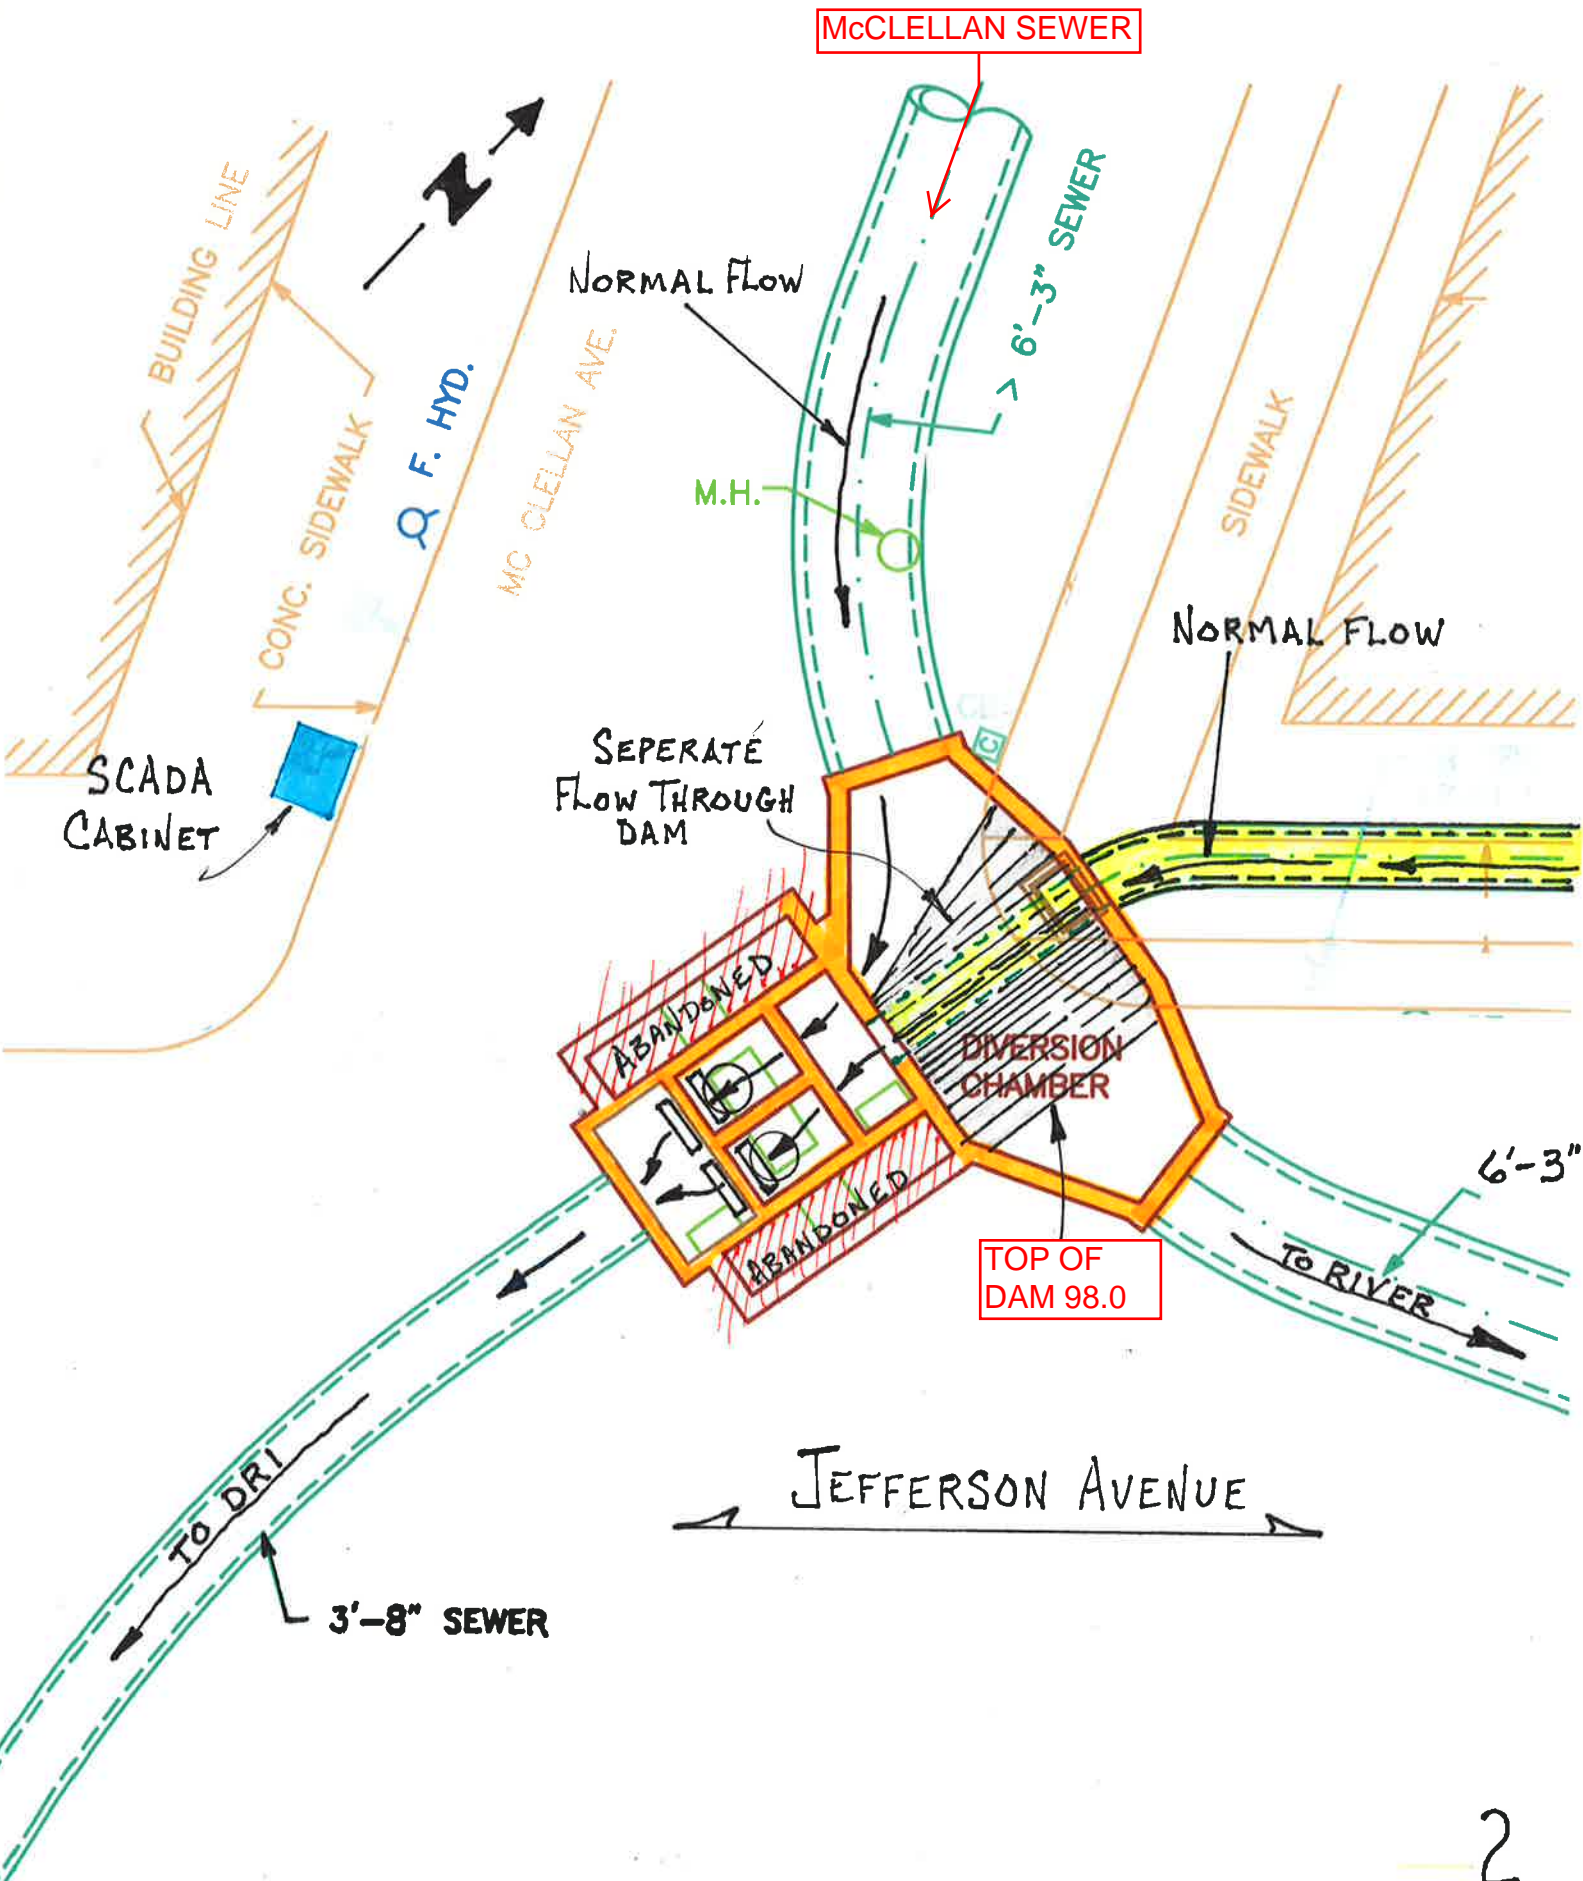 McCLELLAN SEWER
BUILDING LINE
N
> 6'-3" SEWER
NORMAL FLOW
F. HYD.
MC CLELLAN AVE.
CONC. SIDEWALK
M.H.
SIDEWALK
NORMAL FLOW
C
SCADA
CABINET
SEPERATE
FLOW THROUGH
DAM
ABANDONED
DIVERSION
CHAMBER
ABANDONED
6'-3"
TOP OF
DAM 98.0
TO RIVER
JEFFERSON AVENUE
TO DRI
3'-8" SEWER
2